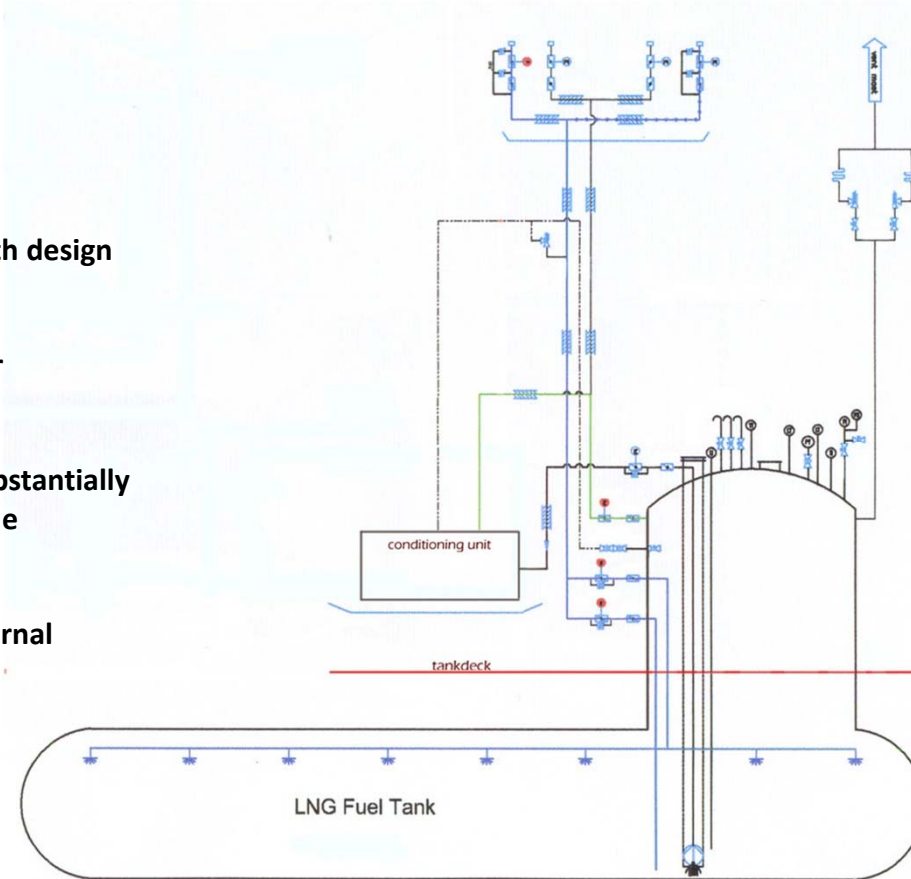 th design
bstantially
e
rnal
vent mast
conditioning unit
tankdeck
LNG Fuel Tank